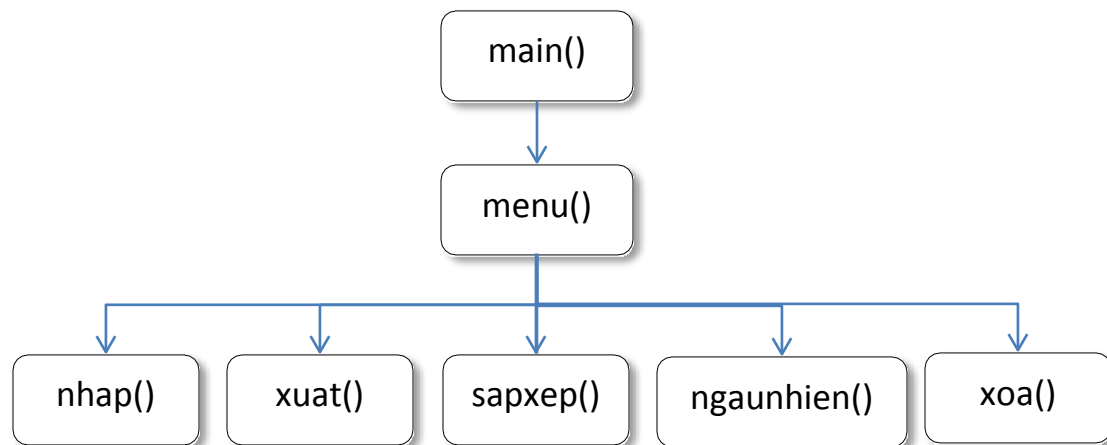 main()
menu()
nhap()
xuat()
sapxep()
ngaunhien()
xoa()